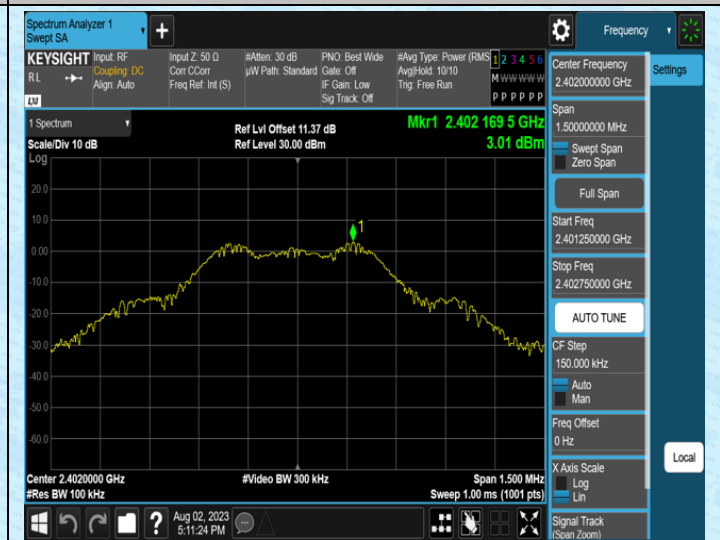 Spectrum Analyzer 1
Swept SA
+
Frequency
KEYSIGHT
RL
LXI
Input: RF
Coupling: DC
Align: Auto
Input Z: 50 Ω
Corr CCorr
Freq Ref: Int (S)
#Atten: 30 dB
µW Path: Standard
PNO: Best Wide
Gate: Off
IF Gain: Low
Sig Track: Off
#Avg Type: Power (RMS
Avg|Hold: 10/10
Trig: Free Run
1 2 3 4 5 6
M W W W W W
P P P P P P
1 Spectrum
Scale/Div 10 dB
Log
Ref Lvl Offset 11.37 dB
Ref Level 30.00 dBm
Mkr1 2.402 169 5 GHz
3.01 dBm
20.0
10.0
0.00
-10.0
-20.0
-30.0
-40.0
-50.0
-60.0
1
Center 2.4020000 GHz
#Res BW 100 kHz
#Video BW 300 kHz
Span 1.500 MHz
Sweep 1.00 ms (1001 pts)
Center Frequency
2.402000000 GHz
Settings
Span
1.50000000 MHz
Swept Span
Zero Span
Full Span
Start Freq
2.401250000 GHz
Stop Freq
2.402750000 GHz
AUTO TUNE
CF Step
150.000 kHz
Auto
Man
Freq Offset
0 Hz
X Axis Scale
Log
Lin
Local
Signal Track
(Span Zoom)
?
Aug 02, 2023
5:11:24 PM